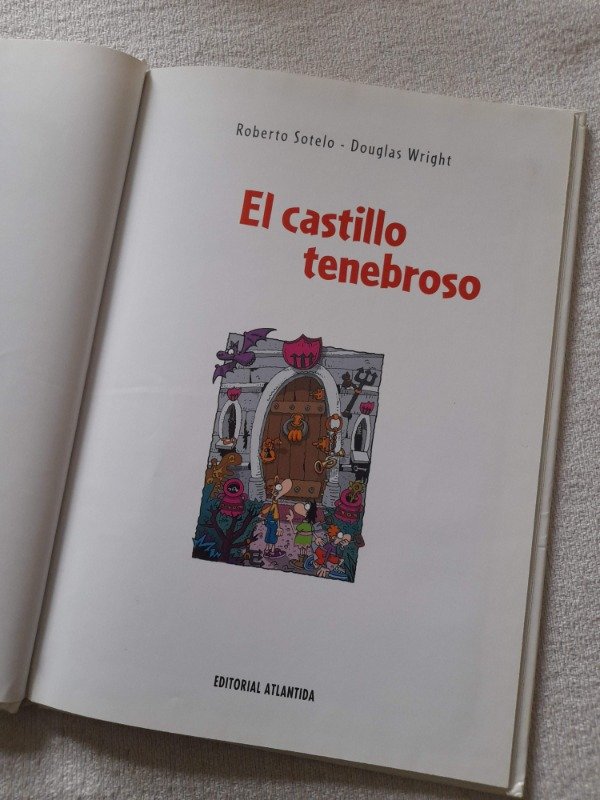 Roberto Sotelo - Douglas Wright
El castillo
tenebroso
EDITORIAL ATLANTIDA